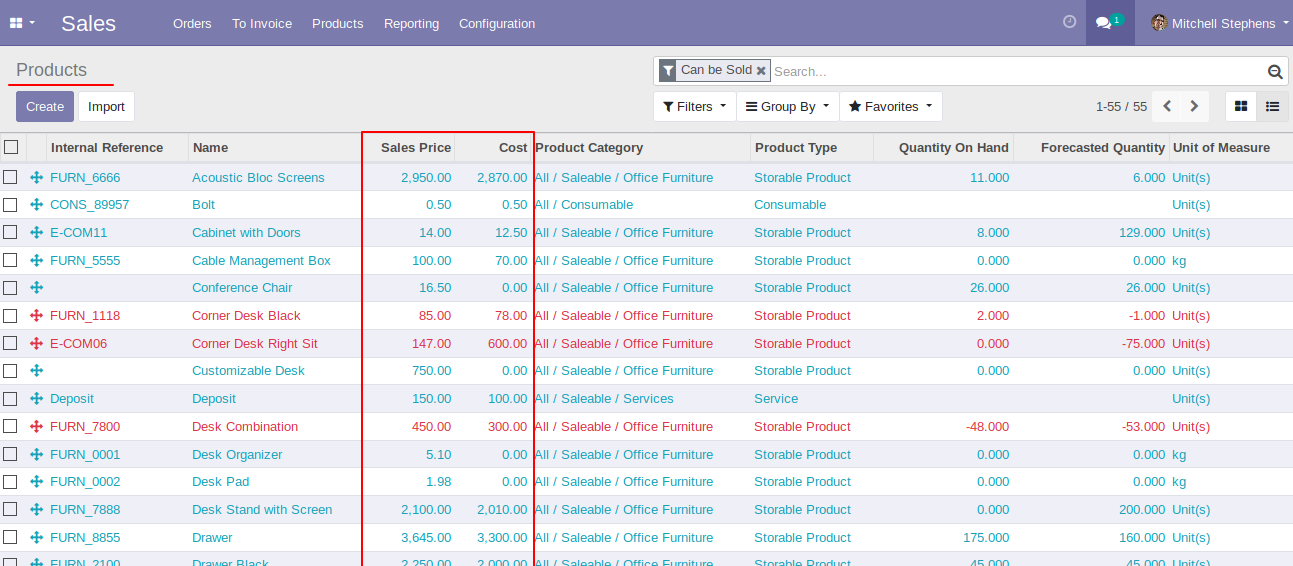 Sales Orders To Invoice Products Reporting Configuration 1 Mitchell Stephens
Products Can be Sold Search...
Create Import Filters Group By Favorites 1-55 / 55
Internal Reference Name Sales Price Cost Product Category Product Type Quantity On Hand Forecasted Quantity Unit of Measure
FURN_6666 Acoustic Bloc Screens 2,950.00 2,870.00 All / Saleable / Office Furniture Storable Product 11.000 6.000 Unit(s)
CONS_89957 Bolt 0.50 0.50 All / Consumable Consumable Unit(s)
E-COM11 Cabinet with Doors 14.00 12.50 All / Saleable / Office Furniture Storable Product 8.000 129.000 Unit(s)
FURN_5555 Cable Management Box 100.00 70.00 All / Saleable / Office Furniture Storable Product 0.000 0.000 kg
Conference Chair 16.50 0.00 All / Saleable / Office Furniture Storable Product 26.000 26.000 Unit(s)
FURN_1118 Corner Desk Black 85.00 78.00 All / Saleable / Office Furniture Storable Product 2.000 -1.000 Unit(s)
E-COM06 Corner Desk Right Sit 147.00 600.00 All / Saleable / Office Furniture Storable Product 0.000 -75.000 Unit(s)
Customizable Desk 750.00 0.00 All / Saleable / Office Furniture Storable Product 0.000 0.000 Unit(s)
Deposit Deposit 150.00 100.00 All / Saleable / Services Service Unit(s)
FURN_7800 Desk Combination 450.00 300.00 All / Saleable / Office Furniture Storable Product -48.000 -53.000 Unit(s)
FURN_0001 Desk Organizer 5.10 0.00 All / Saleable / Office Furniture Storable Product 0.000 0.000 kg
FURN_0002 Desk Pad 1.98 0.00 All / Saleable / Office Furniture Storable Product 0.000 0.000 kg
FURN_7888 Desk Stand with Screen 2,100.00 2,010.00 All / Saleable / Office Furniture Storable Product 0.000 200.000 Unit(s)
FURN_8855 Drawer 3,645.00 3,300.00 All / Saleable / Office Furniture Storable Product 175.000 160.000 Unit(s)
FURN_2100 Drawer Black 2,250.00 2,000.00 All / Saleable / Office Furniture Storable Product 45.000 45.000 Unit(s)